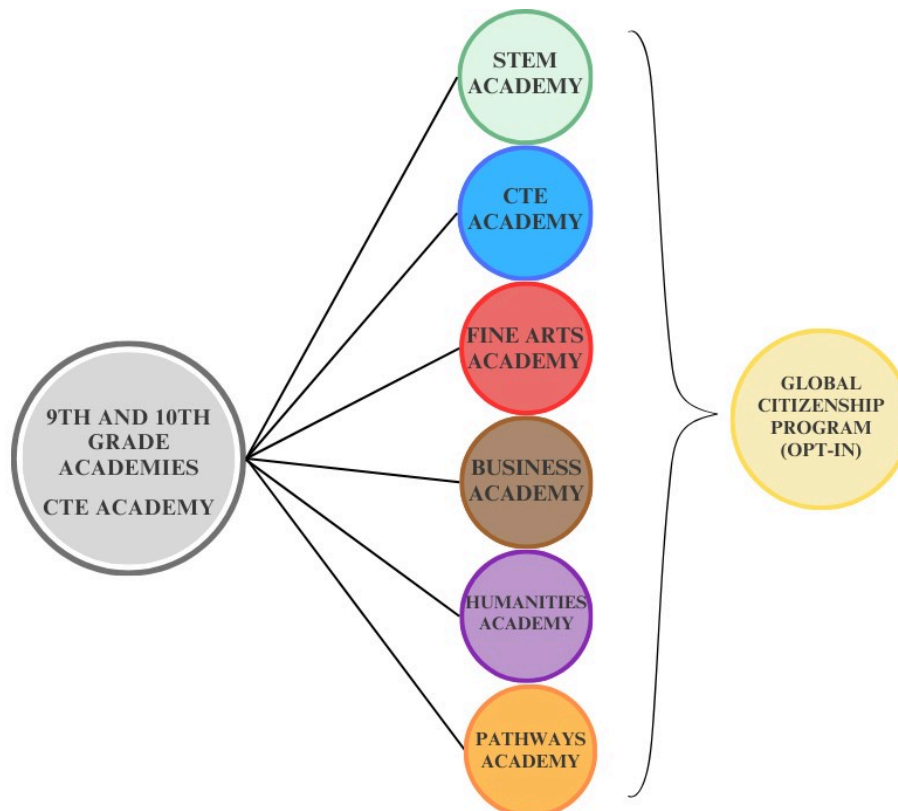 9TH AND 10TH
GRADE
ACADEMIES
CTE ACADEMY
STEM
ACADEMY
CTE
ACADEMY
FINE ARTS
ACADEMY
BUSINESS
ACADEMY
HUMANITIES
ACADEMY
PATHWAYS
ACADEMY
GLOBAL
CITIZENSHIP
PROGRAM
(OPT-IN)